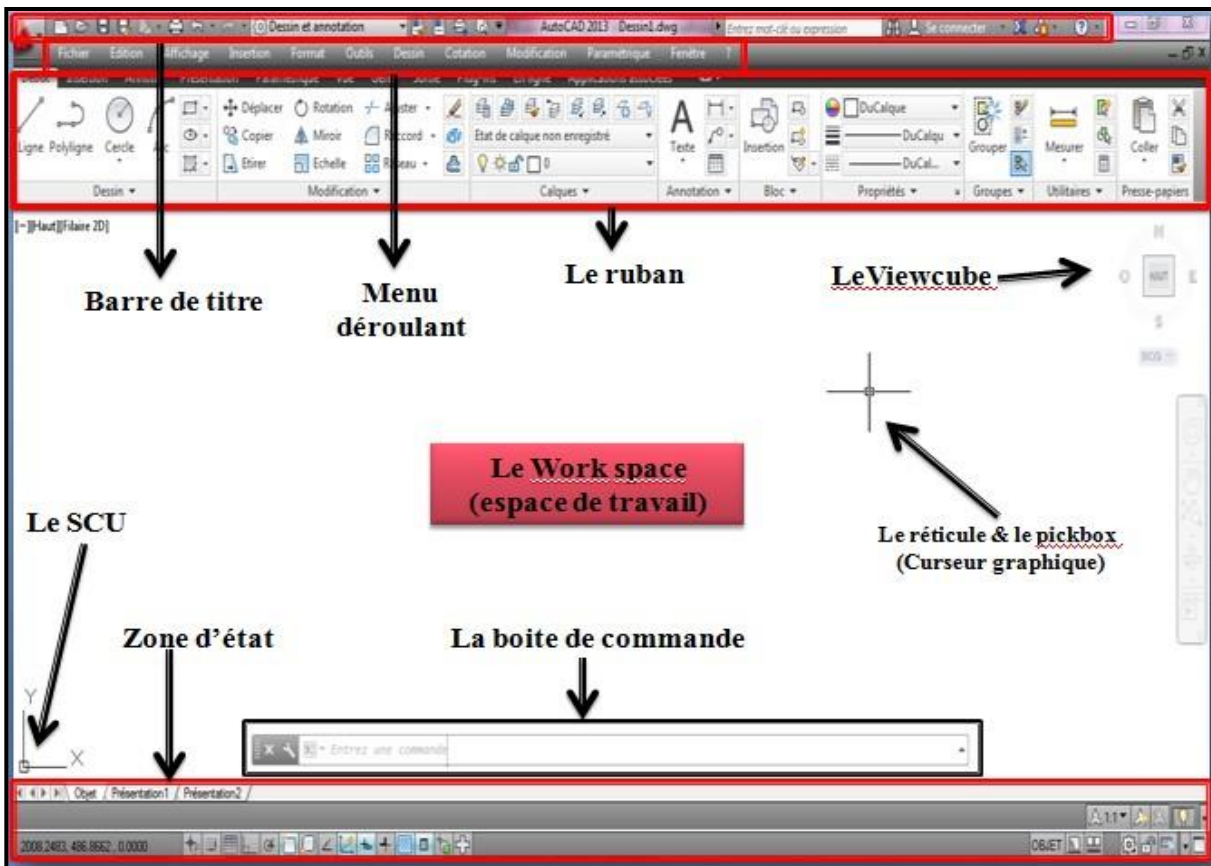 Dessin et annotation
AutoCAD 2013 Dessin1.dwg
Entrez mot-clé ou expression
Se connecter
Fichier Edition Affichage Insertion Format Outils Dessin Cotation Modification Paramétrique Fenêtre ?
Insertion
Ligne Polyligne Cercle Arc
Déplacer Rotation Ajuster
Copier Miroir Raccord
Etirer Echelle Réseau
Etat de calque non enregistré
0
Texte
Insertion
DuCalque
DuCalqu
DuCal...
Grouper
Mesurer
Coller
Dessin Modification Calques Annotation Bloc Propriétés Groupes Utilitaires Presse-papiers
[−][Haut][Filaire 2D]
N
O HAUT E
S
SCG
Barre de titre
Menu
déroulant
Le ruban
LeViewcube
Le Work space
(espace de travail)
Le SCU
Le réticule & le pickbox
(Curseur graphique)
Zone d’état
La boite de commande
Y
X
Entrez une commande
Objet Présentation1 Présentation2
1:1
2008.2483, 486.8662, 0.0000
OBJET